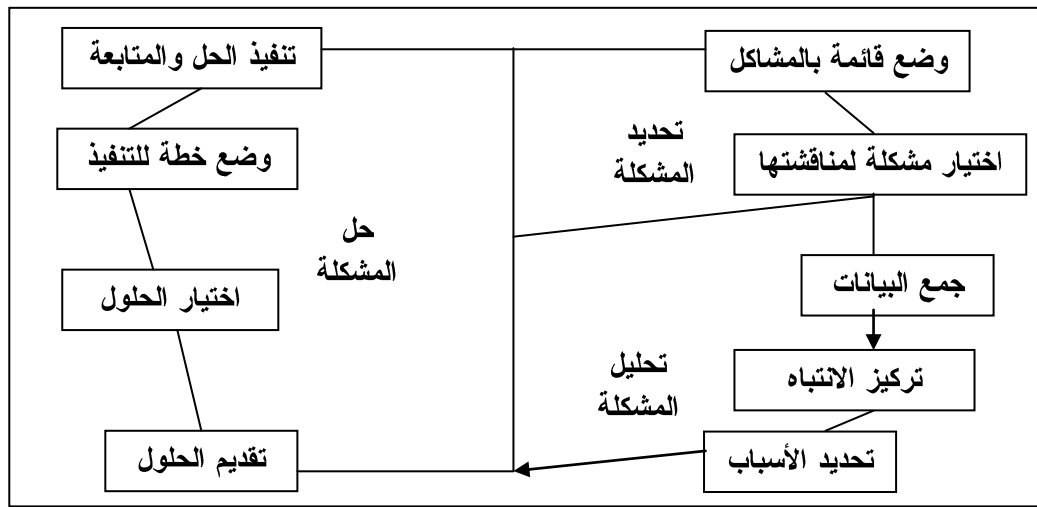 وضع قائمة بالمشاكل
تنفيذ الحل والمتابعة
تحديد
المشكلة
اختيار مشكلة لمناقشتها
وضع خطة للتنفيذ
حل
المشكلة
جمع البيانات
اختيار الحلول
تركيز الانتباه
تحليل
المشكلة
تحديد الأسباب
تقديم الحلول